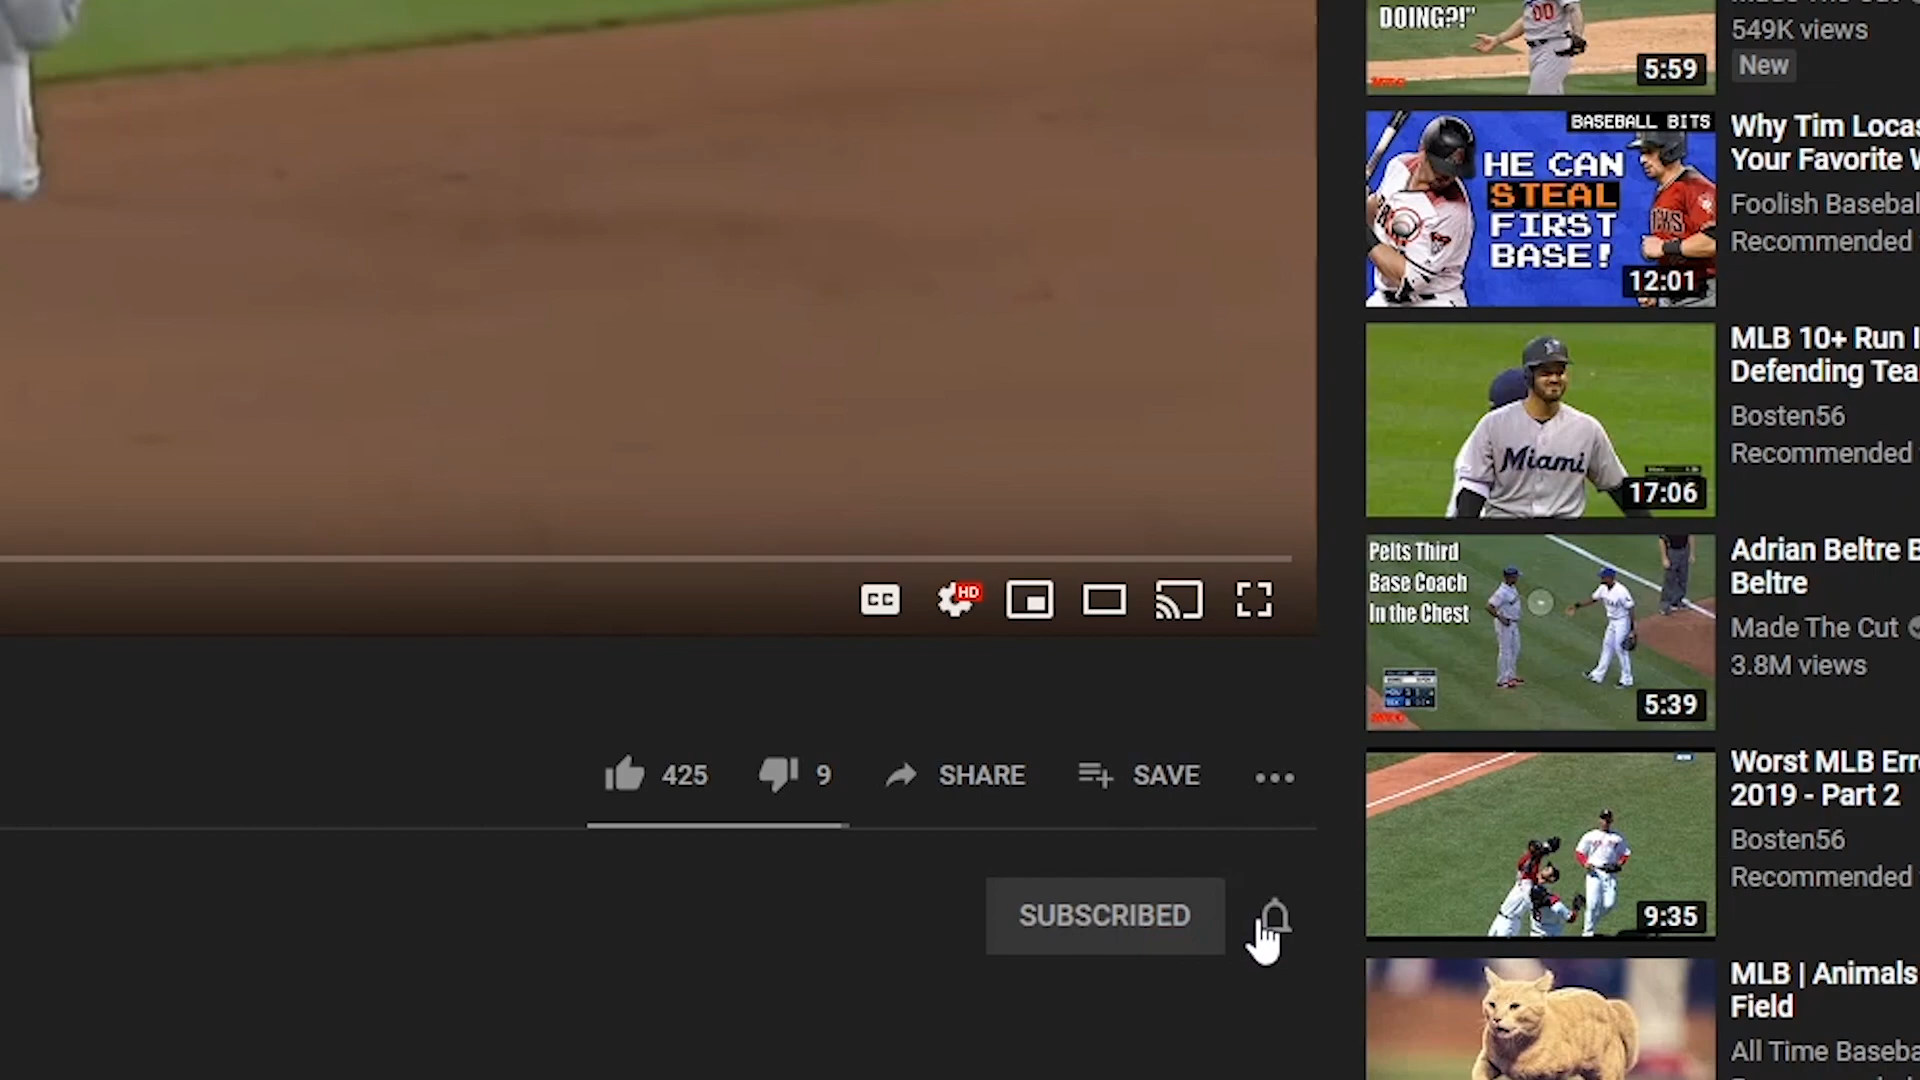 CC
HD
425
9
SHARE
SAVE
SUBSCRIBED
DOING?!"
00
5:59
549K views
New
BASEBALL BITS
HE CAN
STEAL
FIRST
BASE!
12:01
Why Tim Locas
Your Favorite
Foolish Basebal
Recommended
Miami
17:06
MLB 10+ Run
Defending Tea
Bosten56
Recommended
Pelts Third
Base Coach
In the Chest
5:39
Adrian Beltre B
Beltre
Made The Cut
3.8M views
9:35
Worst MLB Err
2019 - Part 2
Bosten56
Recommended
MLB | Animals
Field
All Time Baseba